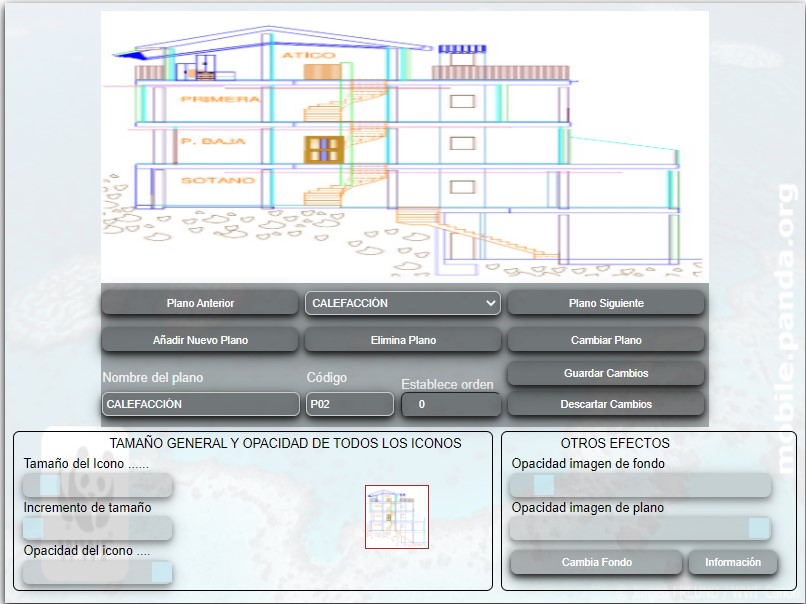 ATICO
PRIMERA
P. BAJA
SOTANO
Plano Anterior
CALEFACCIÓN
Plano Siguiente
Añadir Nuevo Plano
Elimina Plano
Cambiar Plano
Guardar Cambios
Nombre del plano
Código
Establece orden
CALEFACCIÓN
P02
0
Descartar Cambios
TAMAÑO GENERAL Y OPACIDAD DE TODOS LOS ICONOS
Tamaño del Icono ......
Incremento de tamaño
Opacidad del icono ....
OTROS EFECTOS
Opacidad imagen de fondo
Opacidad imagen de plano
Cambia Fondo
Información
mobile.panda.org